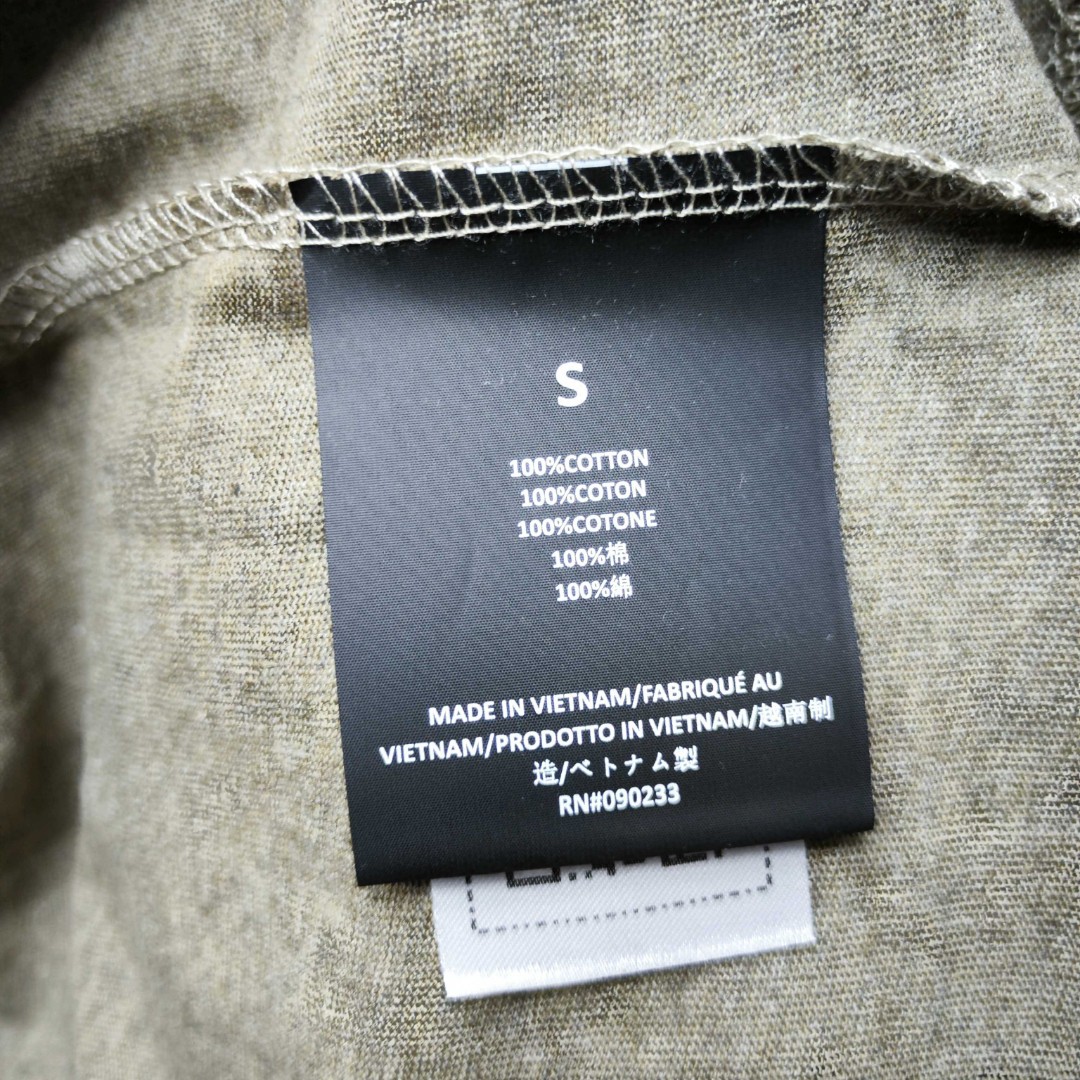 S
100%COTTON
100%COTON
100%COTONE
100%棉
100%綿
MADE IN VIETNAM/FABRIQUÉ AU
VIETNAM/PRODOTTO IN VIETNAM/越南制
造/ベトナム製
RN#090233